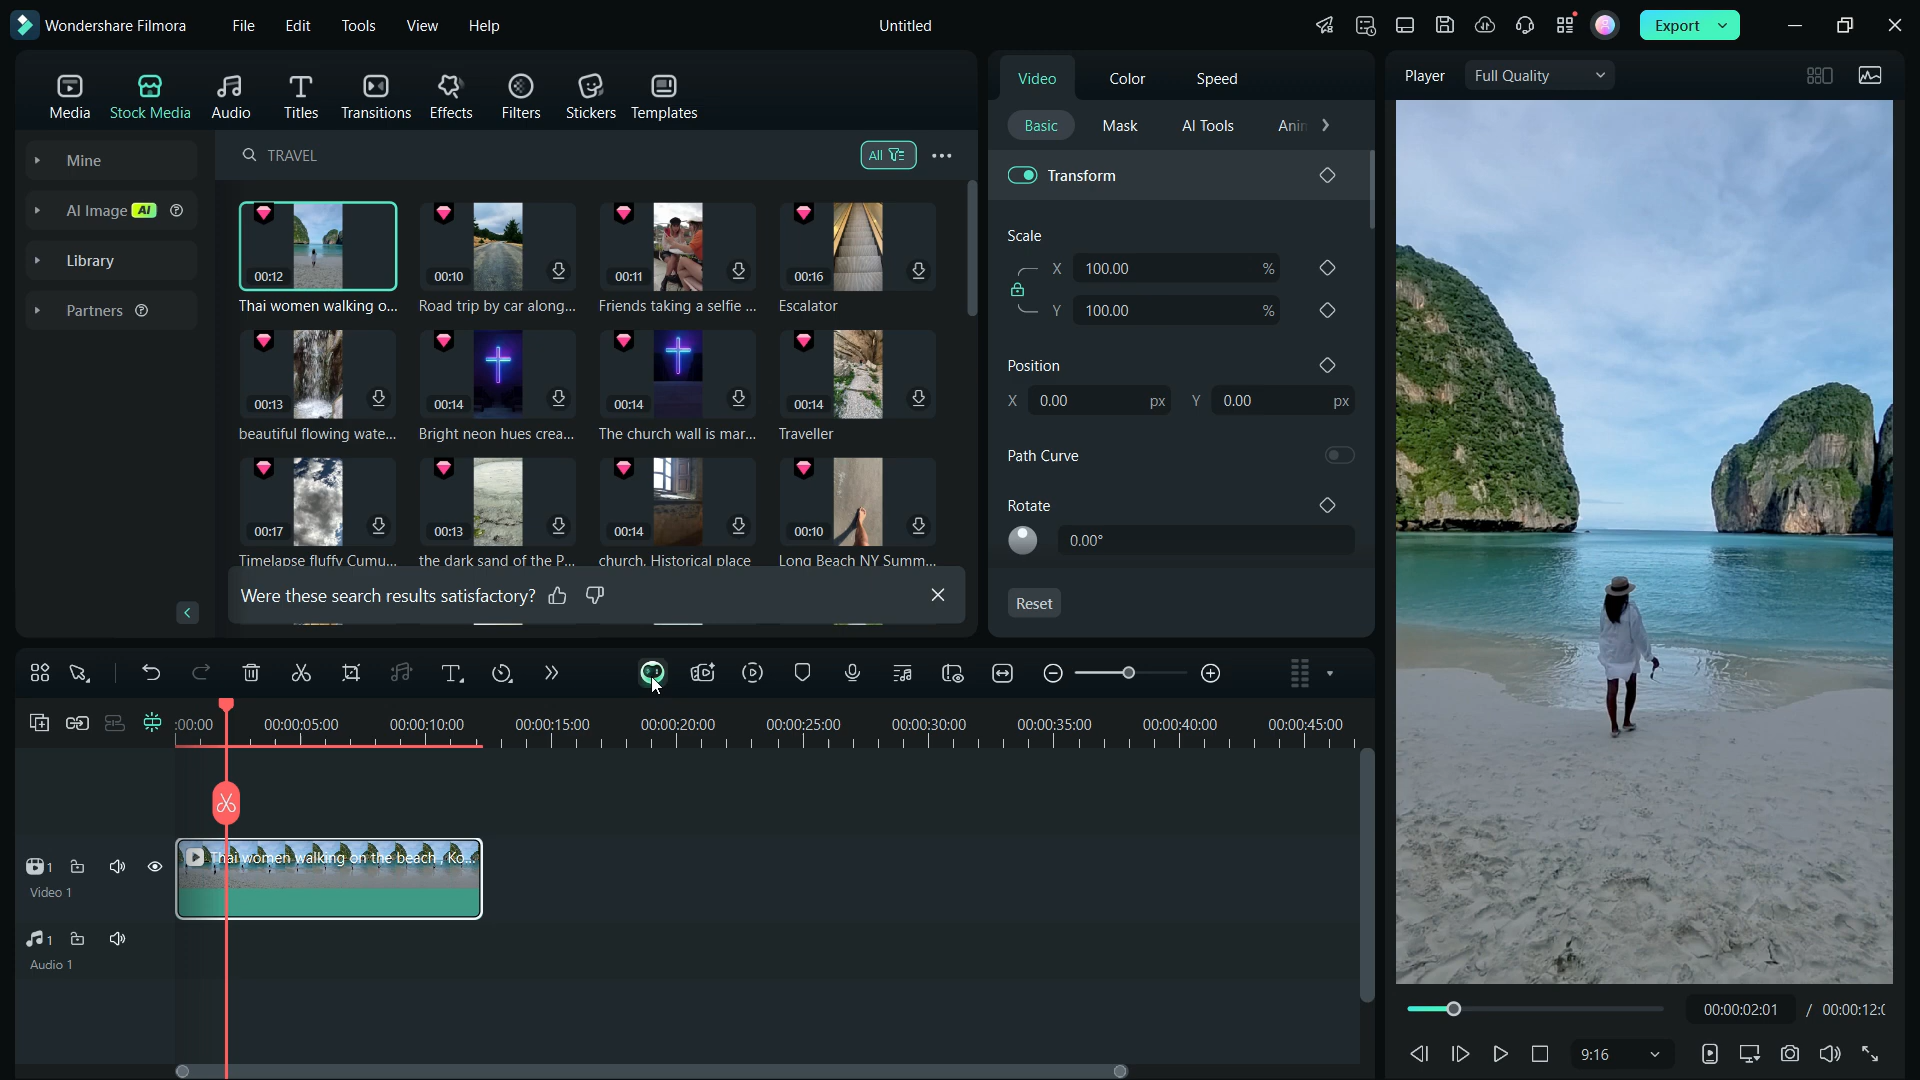 Wondershare Filmora
File
Edit
Tools
View
Help
Untitled
Export
Media
Stock Media
Audio
Titles
Transitions
Effects
Filters
Stickers
Templates
Video
Color
Speed
Player
Full Quality
Mine
AI Image AI
Library
Partners
TRAVEL
All
00:12
00:10
00:11
00:16
Thai women walking o...
Road trip by car along...
Friends taking a selfie ...
Escalator
00:13
00:14
00:14
00:14
beautiful flowing wate...
Bright neon hues crea...
The church wall is mar...
Traveller
00:17
00:13
00:14
00:10
Timelapse fluffy Cumu...
the dark sand of the P...
church. Historical place
Long Beach NY Summ...
Were these search results satisfactory?
Basic
Mask
AI Tools
Ani
Transform
Scale
X 100.00 %
Y 100.00 %
Position
X 0.00 px Y 0.00 px
Path Curve
Rotate
0.00°
Reset
:00:00
00:00:05:00
00:00:10:00
00:00:15:00
00:00:20:00
00:00:25:00
00:00:30:00
00:00:35:00
00:00:40:00
00:00:45:00
1
Video 1
Thai women walking on the beach , Ko...
1
Audio 1
00:00:02:01 / 00:00:12:
9:16